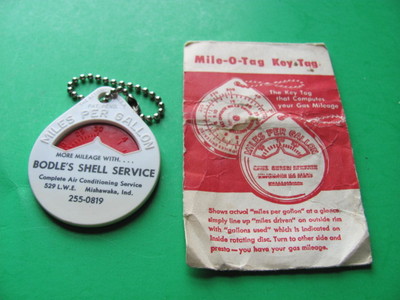 MILES PER GALLON
MORE MILEAGE WITH...
BODLE'S SHELL SERVICE
Complete Air Conditioning Service
529 L.W.E. Mishawaka, Ind.
255-0819
Mile-O-Tag Key Tag
The Key Tag
that Computes
your Gas Mileage
MILES PER GALLON
Shows actual "miles per gallon" at a glance
simply line up "miles driven" on outside rim
with "gallons used" which is indicated on
inside rotating disc. Turn to other side and
presto — you have your gas mileage.